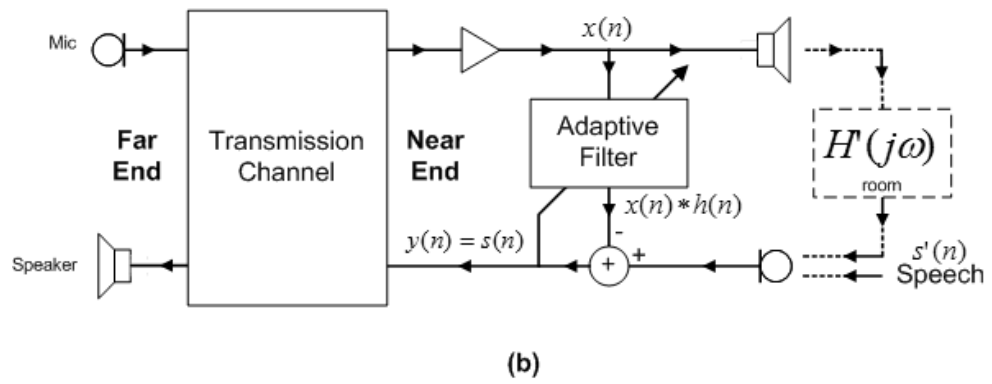 Mic
x(n)
Far
End
Transmission
Channel
Near
End
Adaptive
Filter
H'(jω)
room
x(n)*h(n)
-
y(n) = s(n)
+
+
s'(n)
Speaker
Speech
(b)